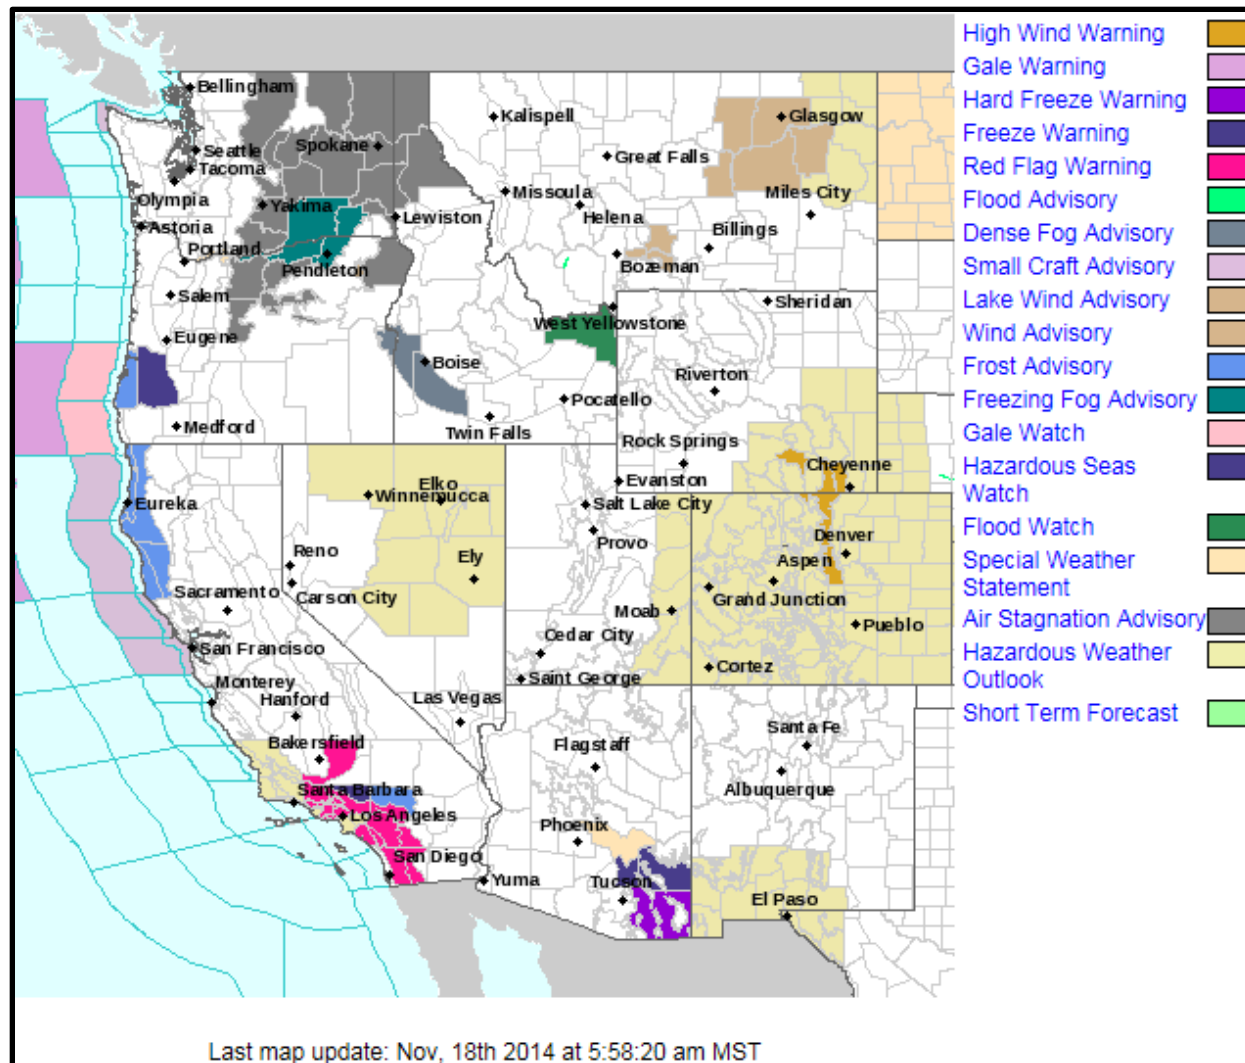 Bellingham
Seattle
Tacoma
Olympia
Spokane
Yakima
Astoria
Portland
Pendleton
Lewiston
Salem
Eugene
Medford
Kalispell
Great Falls
Glasgow
Missoula
Helena
Miles City
Billings
Bozeman
West Yellowstone
Sheridan
Boise
Pocatello
Twin Falls
Riverton
Rock Springs
Cheyenne
Evanston
Eureka
Elko
Winnemucca
Salt Lake City
Provo
Denver
Reno
Ely
Aspen
Sacramento
Carson City
Grand Junction
Moab
Pueblo
Cedar City
San Francisco
Cortez
Saint George
Monterey
Hanford
Las Vegas
Santa Fe
Bakersfield
Flagstaff
Albuquerque
Santa Barbara
Los Angeles
Phoenix
San Diego
Yuma
Tucson
El Paso
High Wind Warning
Gale Warning
Hard Freeze Warning
Freeze Warning
Red Flag Warning
Flood Advisory
Dense Fog Advisory
Small Craft Advisory
Lake Wind Advisory
Wind Advisory
Frost Advisory
Freezing Fog Advisory
Gale Watch
Hazardous Seas
Watch
Flood Watch
Special Weather
Statement
Air Stagnation Advisory
Hazardous Weather
Outlook
Short Term Forecast
Last map update: Nov, 18th 2014 at 5:58:20 am MST